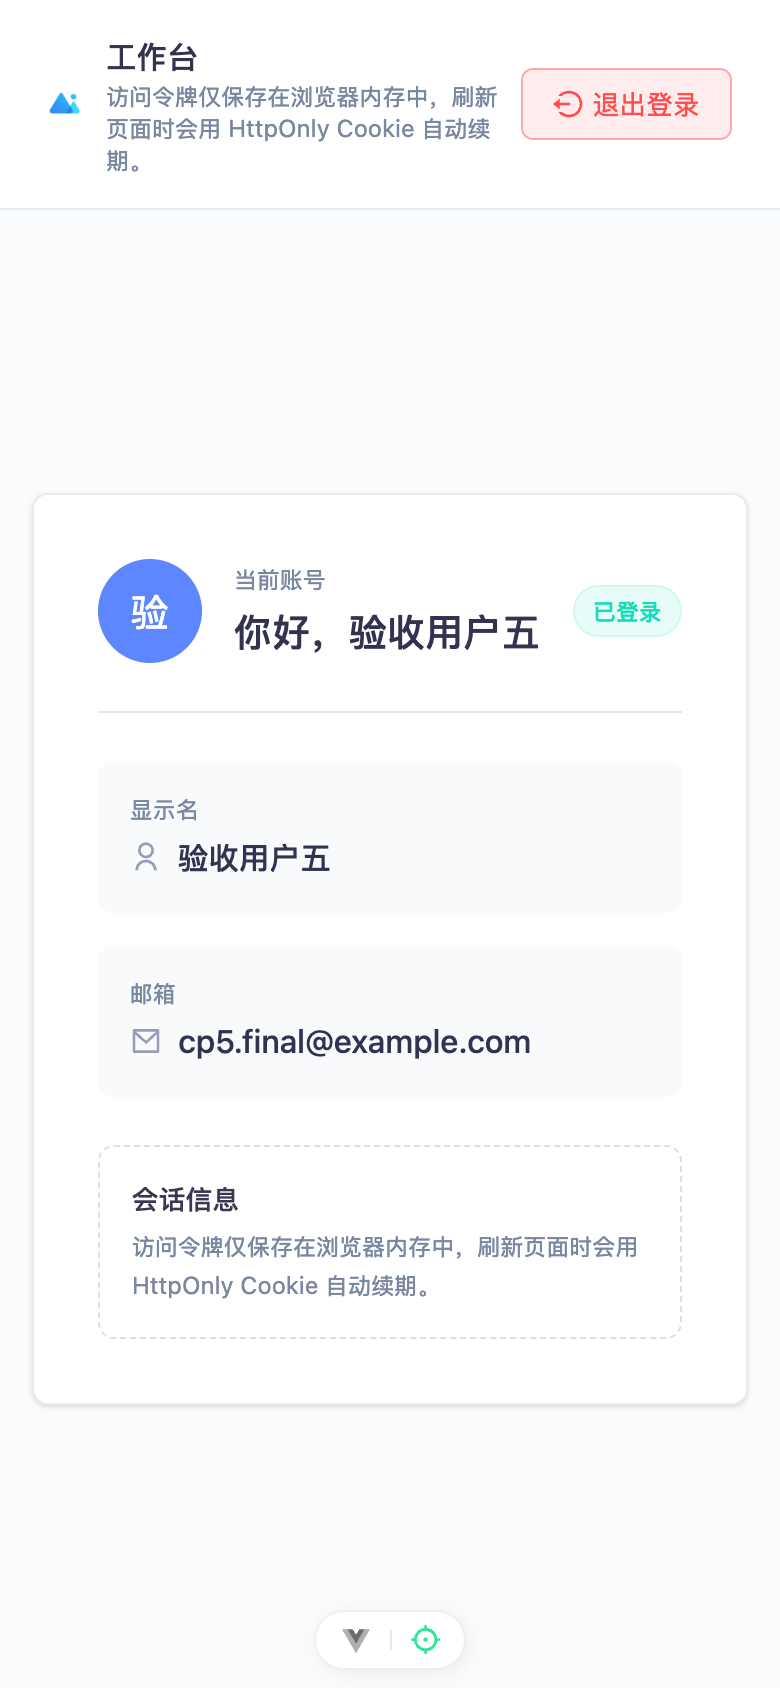 工作台
访问令牌仅保存在浏览器内存中，刷新
页面时会用 HttpOnly Cookie 自动续
期。
退出登录
验
当前账号
你好，验收用户五
已登录
显示名
验收用户五
邮箱
cp5.final@example.com
会话信息
访问令牌仅保存在浏览器内存中，刷新页面时会用
HttpOnly Cookie 自动续期。